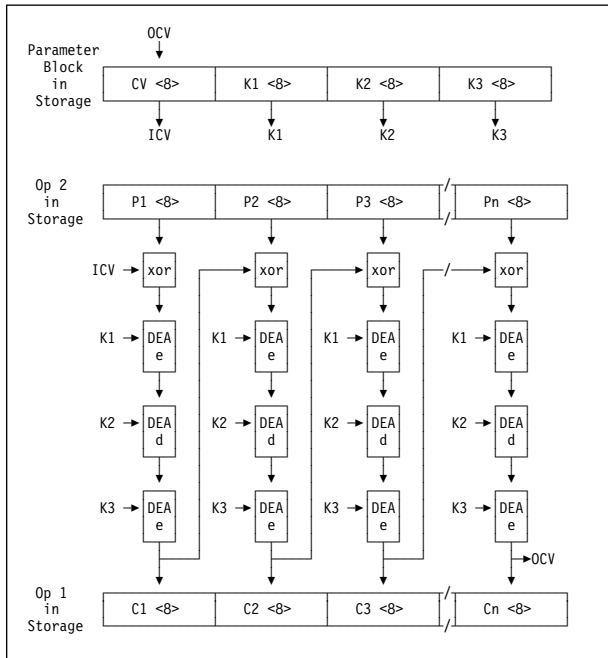 OCV
Parameter
Block
in
Storage
CV <8> K1 <8> K2 <8> K3 <8>
ICV K1 K2 K3
Op 2
in
Storage
P1 <8> P2 <8> P3 <8> Pn <8>
ICV xor xor xor xor
K1 DEA K1 DEA K1 DEA K1 DEA
e e e e
K2 DEA K2 DEA K2 DEA K2 DEA
d d d d
K3 DEA K3 DEA K3 DEA K3 DEA
e e e e
OCV
Op 1
in
Storage
C1 <8> C2 <8> C3 <8> Cn <8>